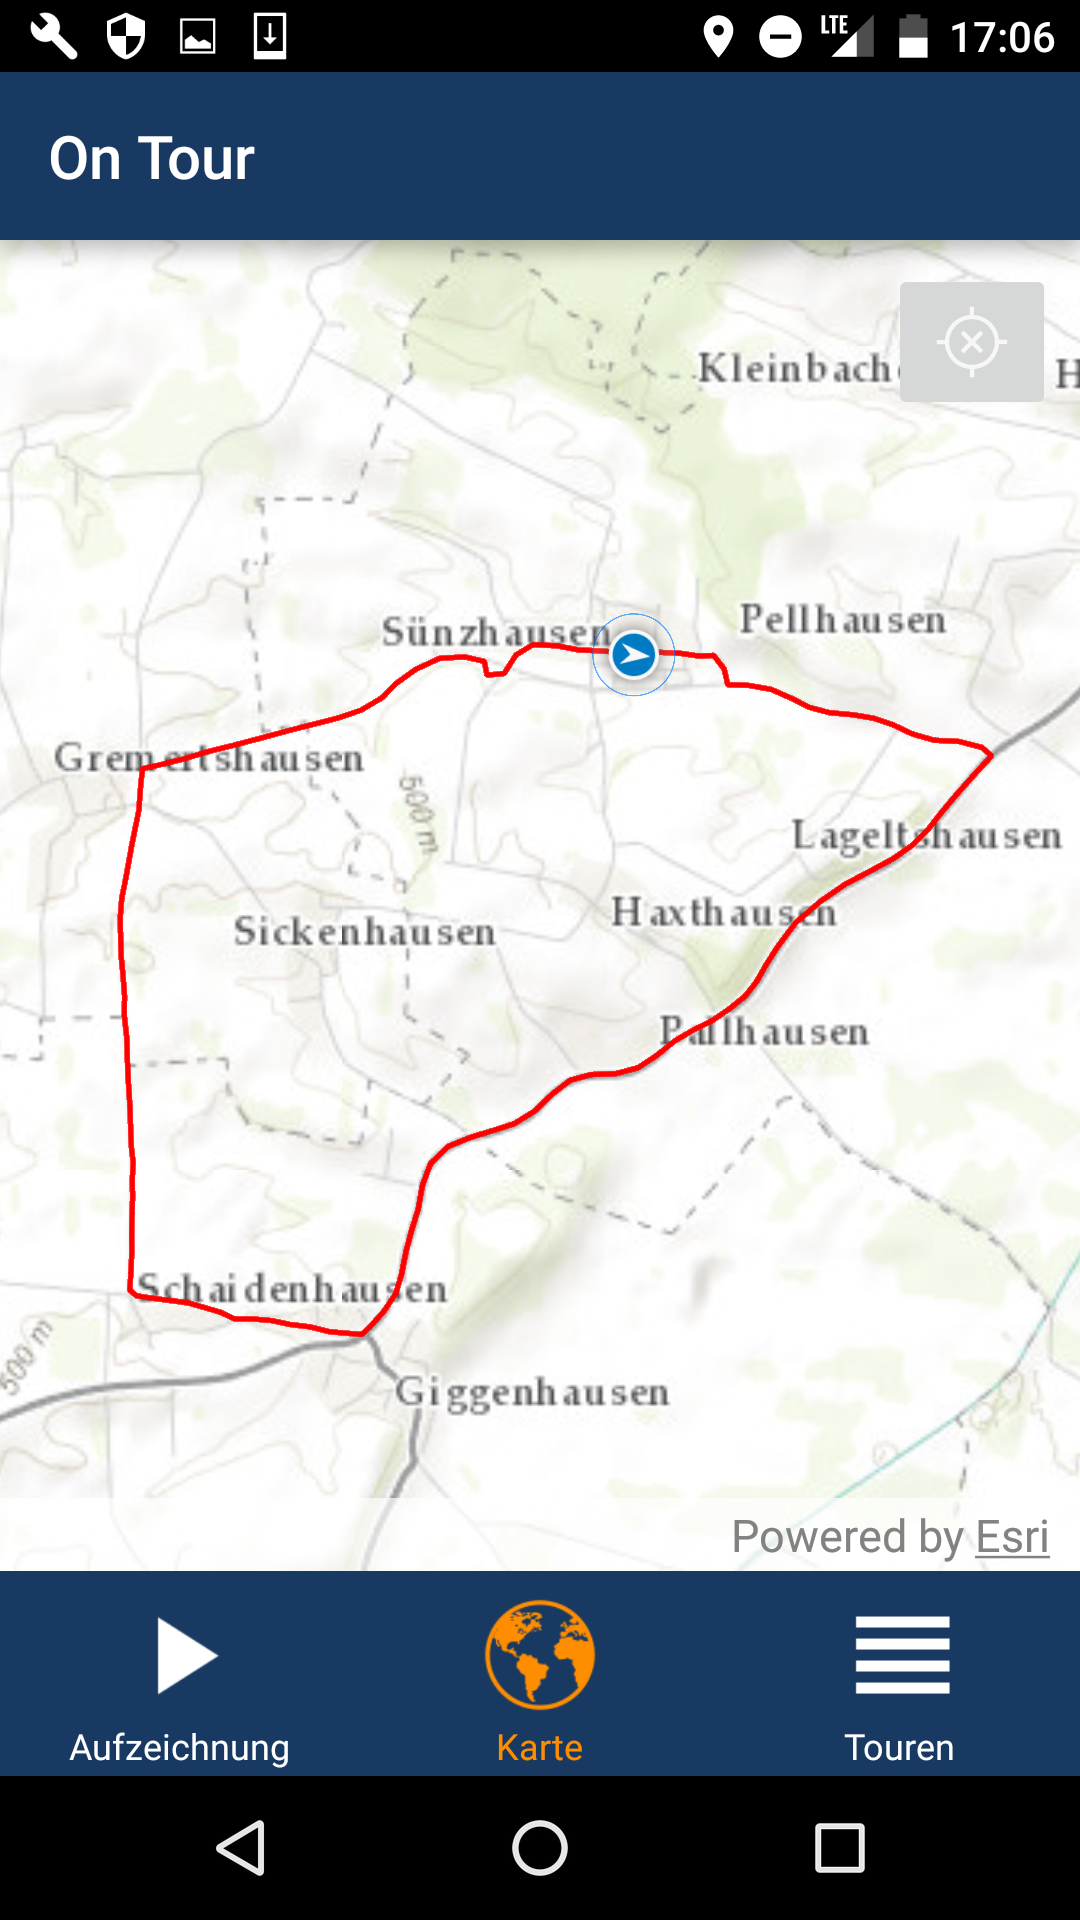 LTE 17:06
On Tour
Kleinbach
H
Sünzhausen
Pellhausen
Gremertshausen
500 m
Lageltshausen
Haxthausen
Sickenhausen
Pallhausen
Schaidenhausen
500 m
Giggenhausen
Powered by Esri
Aufzeichnung
Karte
Touren